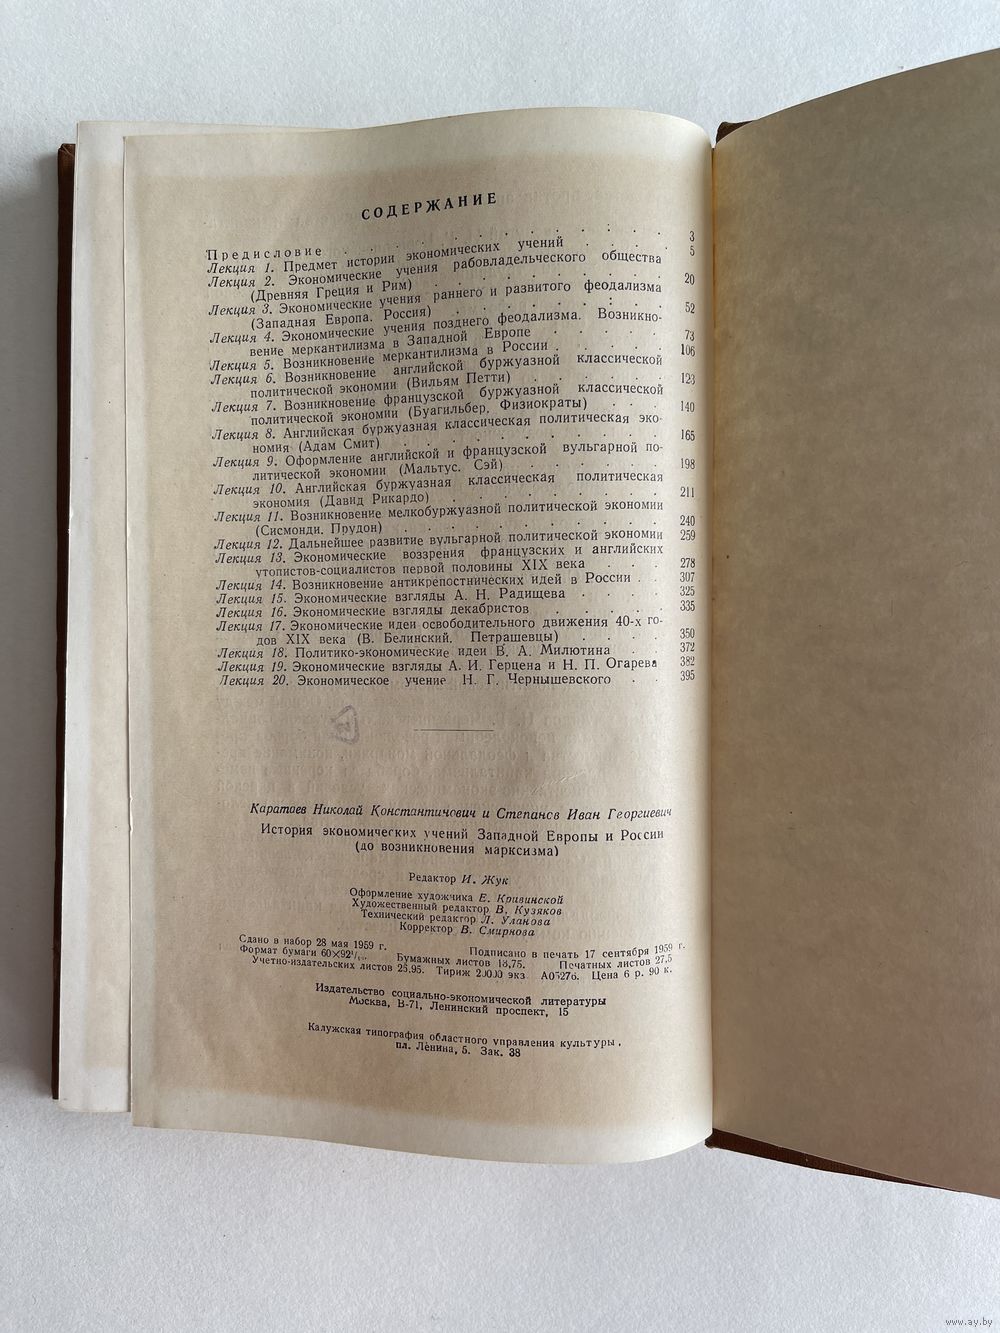 СОДЕРЖАНИЕ
Предисловие . . . . . . . . . . . . 3
Лекция 1. Предмет истории экономических учений . . . . 5
Лекция 2. Экономические учения рабовладельческого общества
(Древняя Греция и Рим) . . . . . . . . 20
Лекция 3. Экономические учения раннего и развитого феодализма
(Западная Европа. Россия) . . . . . . . 52
Лекция 4. Экономические учения позднего феодализма. Возникно-
вение меркантилизма в Западной Европе . . . . . 73
Лекция 5. Возникновение меркантилизма в России . . . . . 106
Лекция 6. Возникновение английской буржуазной классической
политической экономии (Вильям Петти) . . . . . 123
Лекция 7. Возникновение французской буржуазной классической
политической экономии (Буагильбер, Физиократы) . . . 140
Лекция 8. Английская буржуазная классическая политическая эко-
номия (Адам Смит) . . . . . . . . . . 165
Лекция 9. Оформление английской и французской вульгарной по-
литической экономии (Мальтус. Сэй) . . . . . . 198
Лекция 10. Английская буржуазная классическая политическая
экономия (Давид Рикардо) . . . . . . . . 211
Лекция 11. Возникновение мелкобуржуазной политической экономии
(Сисмонди. Прудон) . . . . . . . . . . 240
Лекция 12. Дальнейшее развитие вульгарной политической экономии 259
Лекция 13. Экономические воззрения французских и английских
утопистов-социалистов первой половины XIX века . . . 278
Лекция 14. Возникновение антикрепостнических идей в России . . 307
Лекция 15. Экономические взгляды А. Н. Радищева . . . . 325
Лекция 16. Экономические взгляды декабристов . . . . . 335
Лекция 17. Экономические идеи освободительного движения 40-х го-
дов XIX века (В. Белинский. Петрашевцы) . . . . 350
Лекция 18. Политико-экономические идеи В. А. Милютина . . . 372
Лекция 19. Экономические взгляды А. И. Герцена и Н. П. Огарева 382
Лекция 20. Экономическое учение Н. Г. Чернышевского . . 395
Каратаев Николай Константинович и Степанов Иван Георгиевич
История экономических учений Западной Европы и России
(до возникновения марксизма)
Редактор И. Жук
Оформление художника Е. Кривинской
Художественный редактор В. Кузяков
Технический редактор Л. Уланова
Корректор В. Смирнова
Сдано в набор 28 мая 1959 г. Подписано в печать 17 сентября 1959 г.
Формат бумаги 60×92¹/₁₆. Бумажных листов 13,75. Печатных листов 27,5
Учетно-издательских листов 26,95. Тираж 20000 экз. А05276. Цена 6 р. 90 к.
Издательство социально-экономической литературы
Москва, В-71, Ленинский проспект, 15
Калужская типография областного управления культуры,
пл. Ленина, 5. Зак. 38
www.ay.by